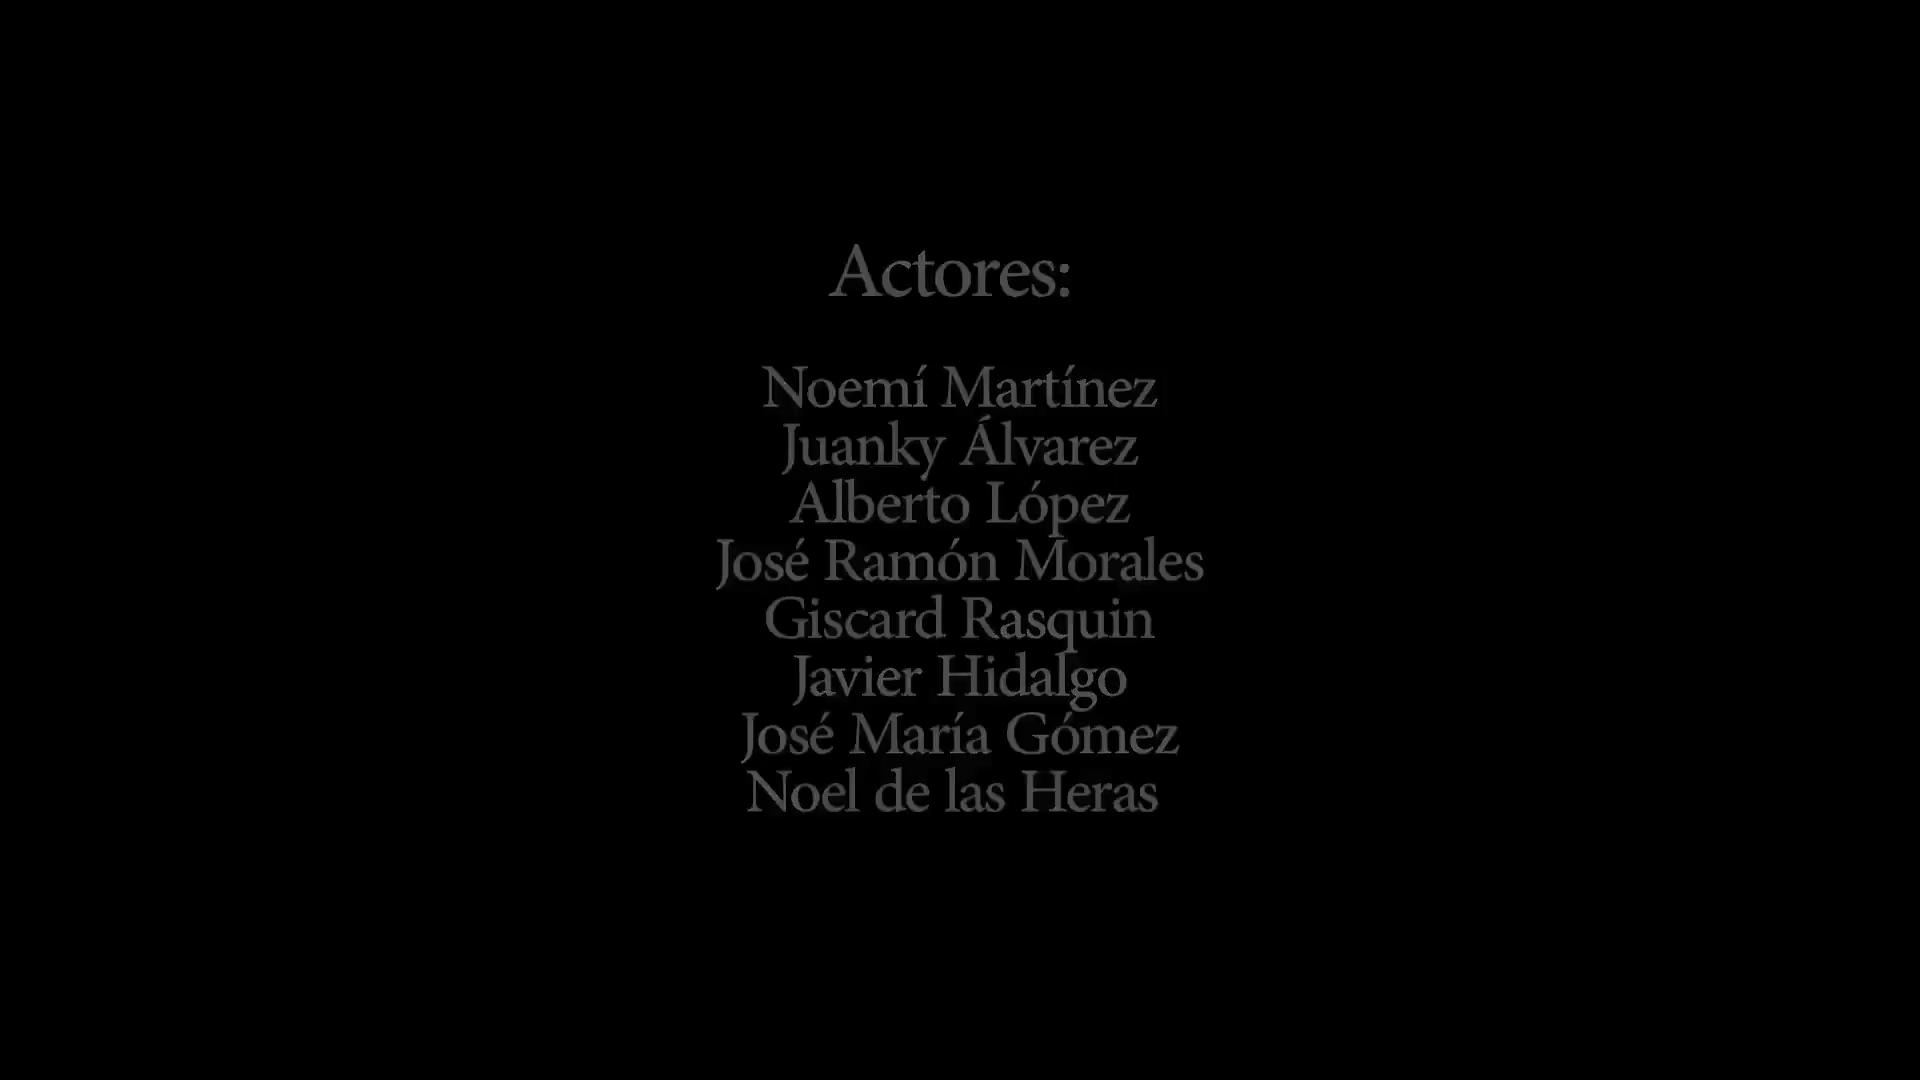 Actores:
Noemí Martínez
Juanky Álvarez
Alberto López
José Ramón Morales
Giscard Rasquin
Javier Hidalgo
José María Gómez
Noel de las Heras